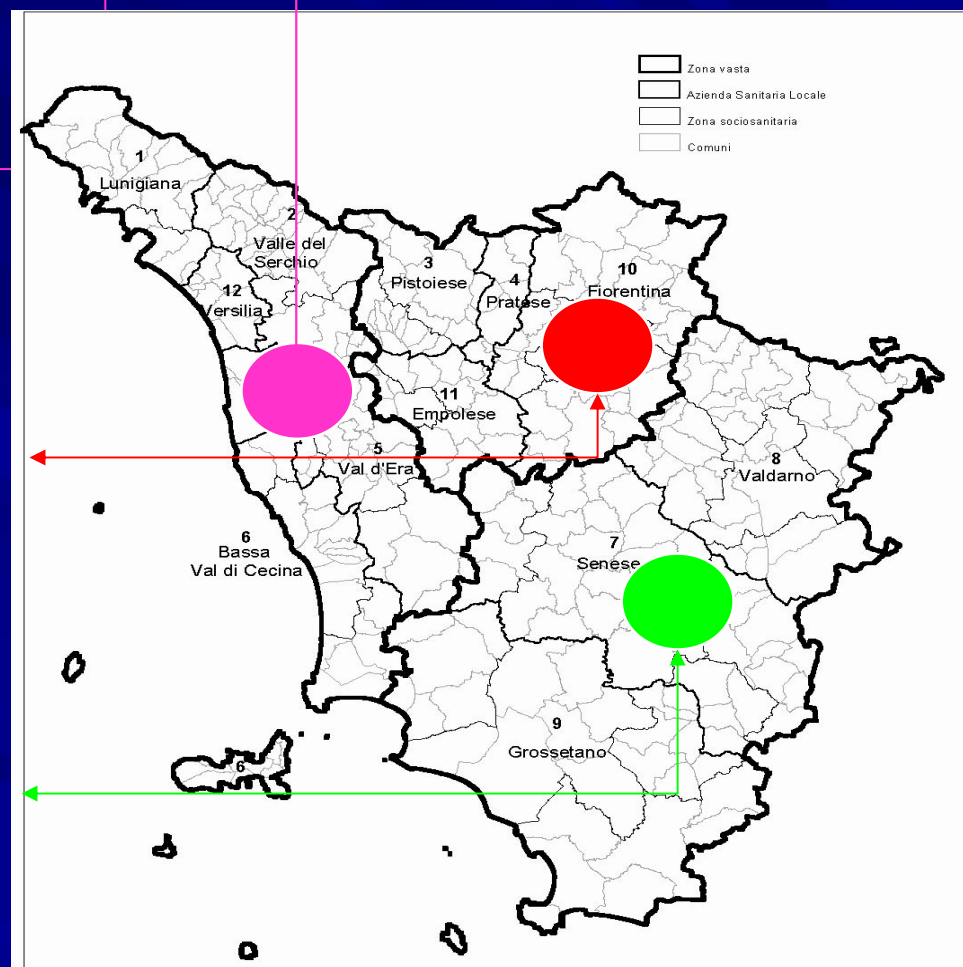 Zona vasta
Azienda Sanitaria Locale
Zona sociosanitaria
Comuni
1
Lunigiana
2
Valle del
Serchio
3
Pistoiese
4
Pratese
10
Fiorentina
12
Versilia
11
Empolese
5
Val d'Era
8
Valdarno
6
Bassa
Val di Cecina
7
Senese
9
Grossetano
6